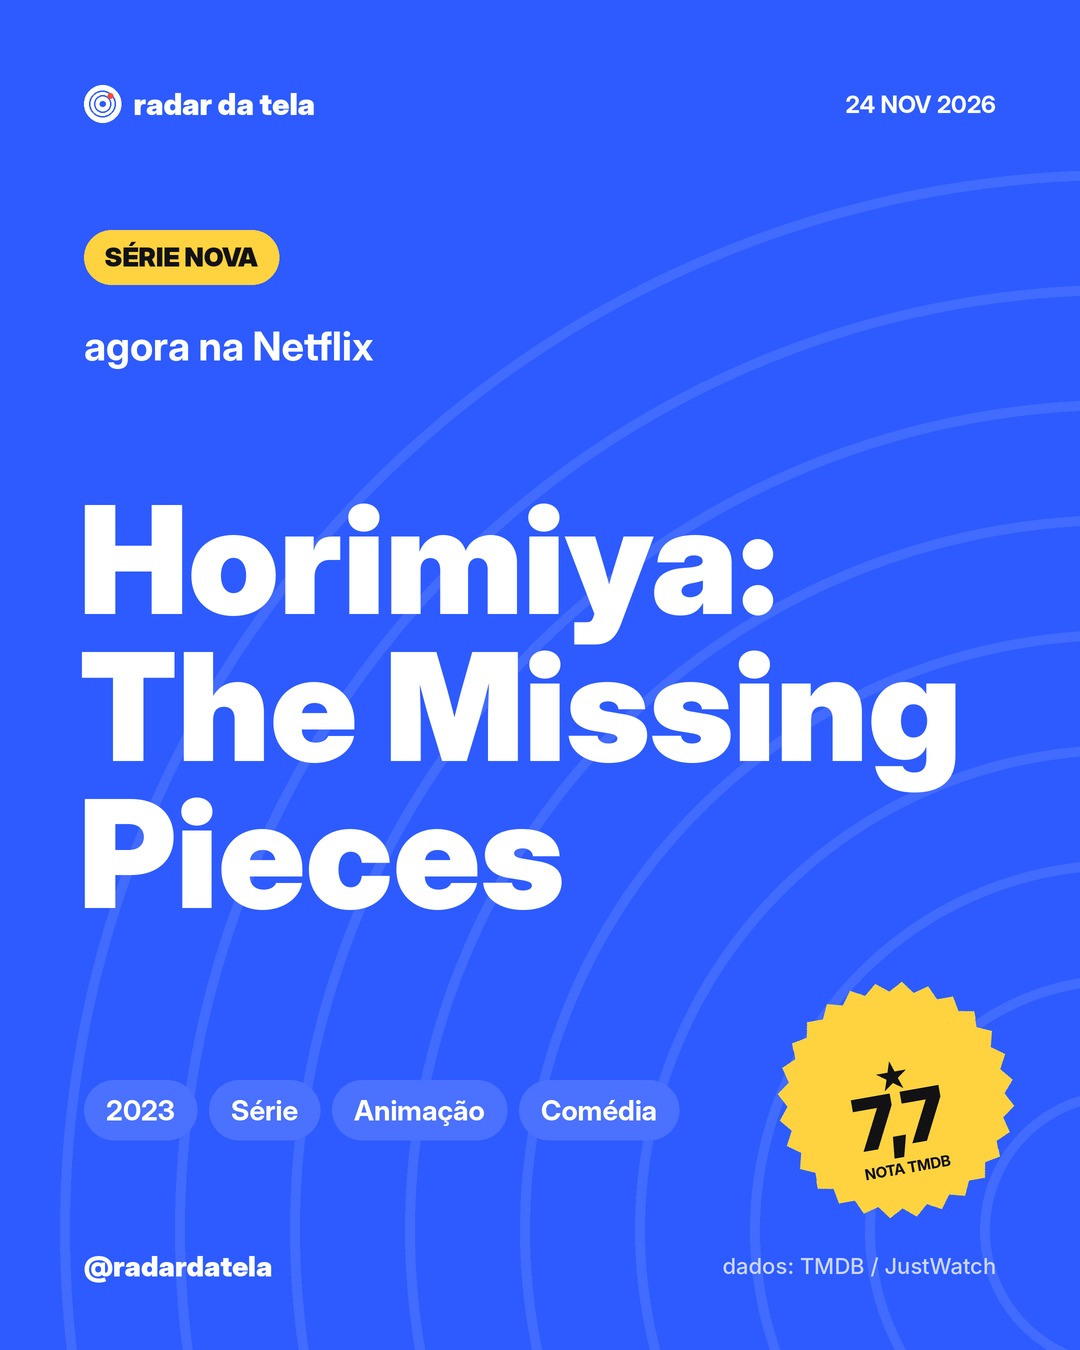 radar da tela
24 NOV 2026
SÉRIE NOVA
agora na Netflix
Horimiya:
The Missing
Pieces
2023
Série
Animação
Comédia
★
7,7
NOTA TMDB
@radardatela
dados: TMDB / JustWatch